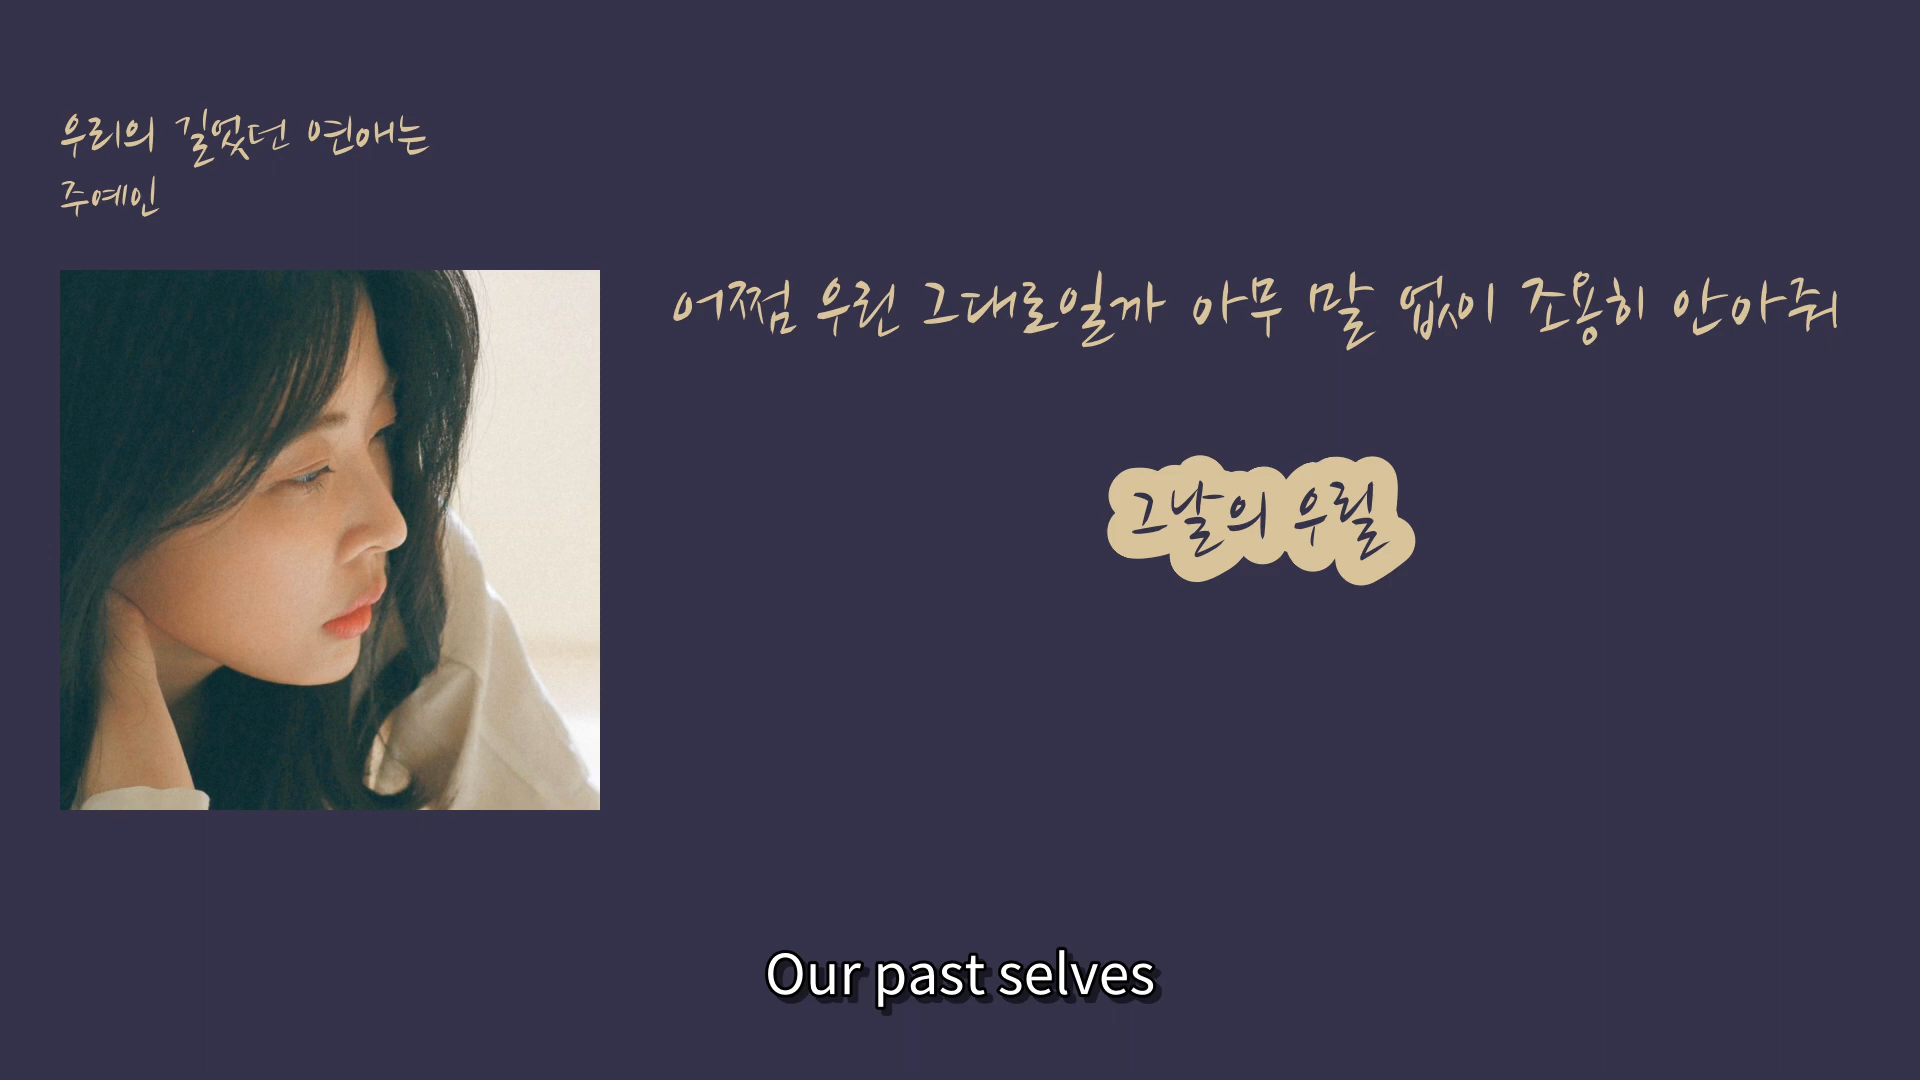 우리의 길었던 연애는
주예인
어쩜 우린 그대로일까 아무 말 없이 조용히 안아줘
그날의 우릴
Our past selves